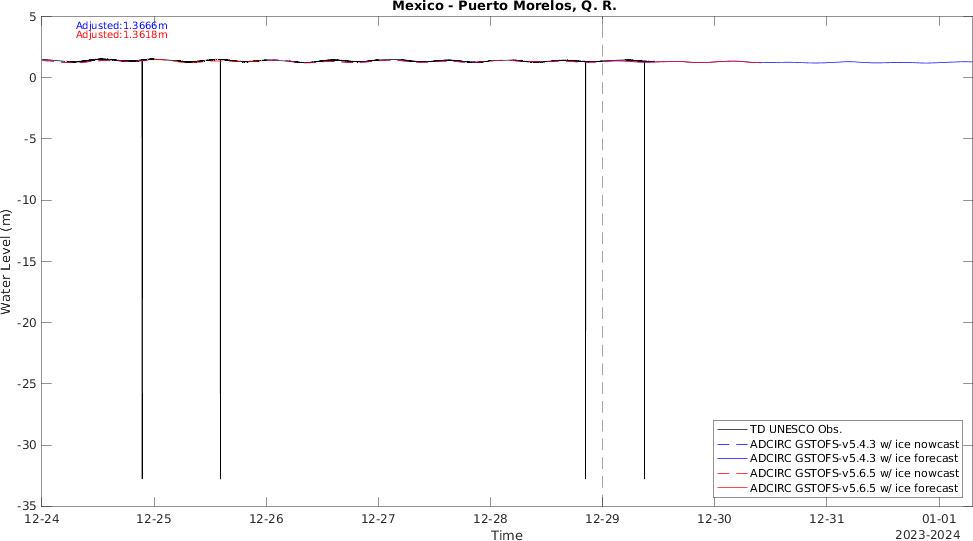 Mexico - Puerto Morelos, Q. R.
Adjusted:1.3666m
Adjusted:1.3618m
Water Level (m)
5
0
-5
-10
-15
-20
-25
-30
-35
TD UNESCO Obs.
ADCIRC GSTOFS-v5.4.3 w/ ice nowcast
ADCIRC GSTOFS-v5.4.3 w/ ice forecast
ADCIRC GSTOFS-v5.6.5 w/ ice nowcast
ADCIRC GSTOFS-v5.6.5 w/ ice forecast
12-24 12-25 12-26 12-27 12-28 12-29 12-30 12-31 01-01
Time
2023-2024